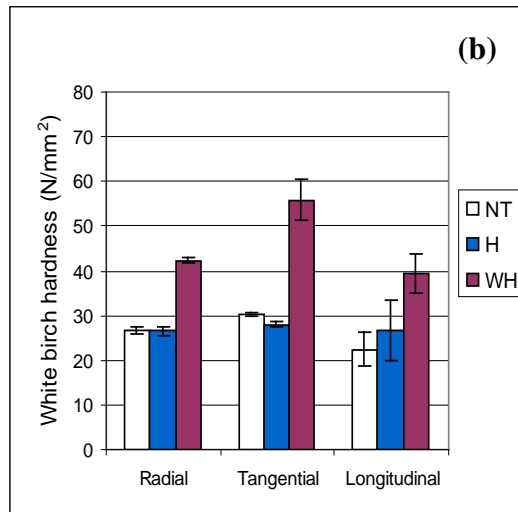 (b)
White birch hardness (N/mm²)
80
70
60
50
40
30
20
10
0
Radial Tangential Longitudinal
NT
H
WH